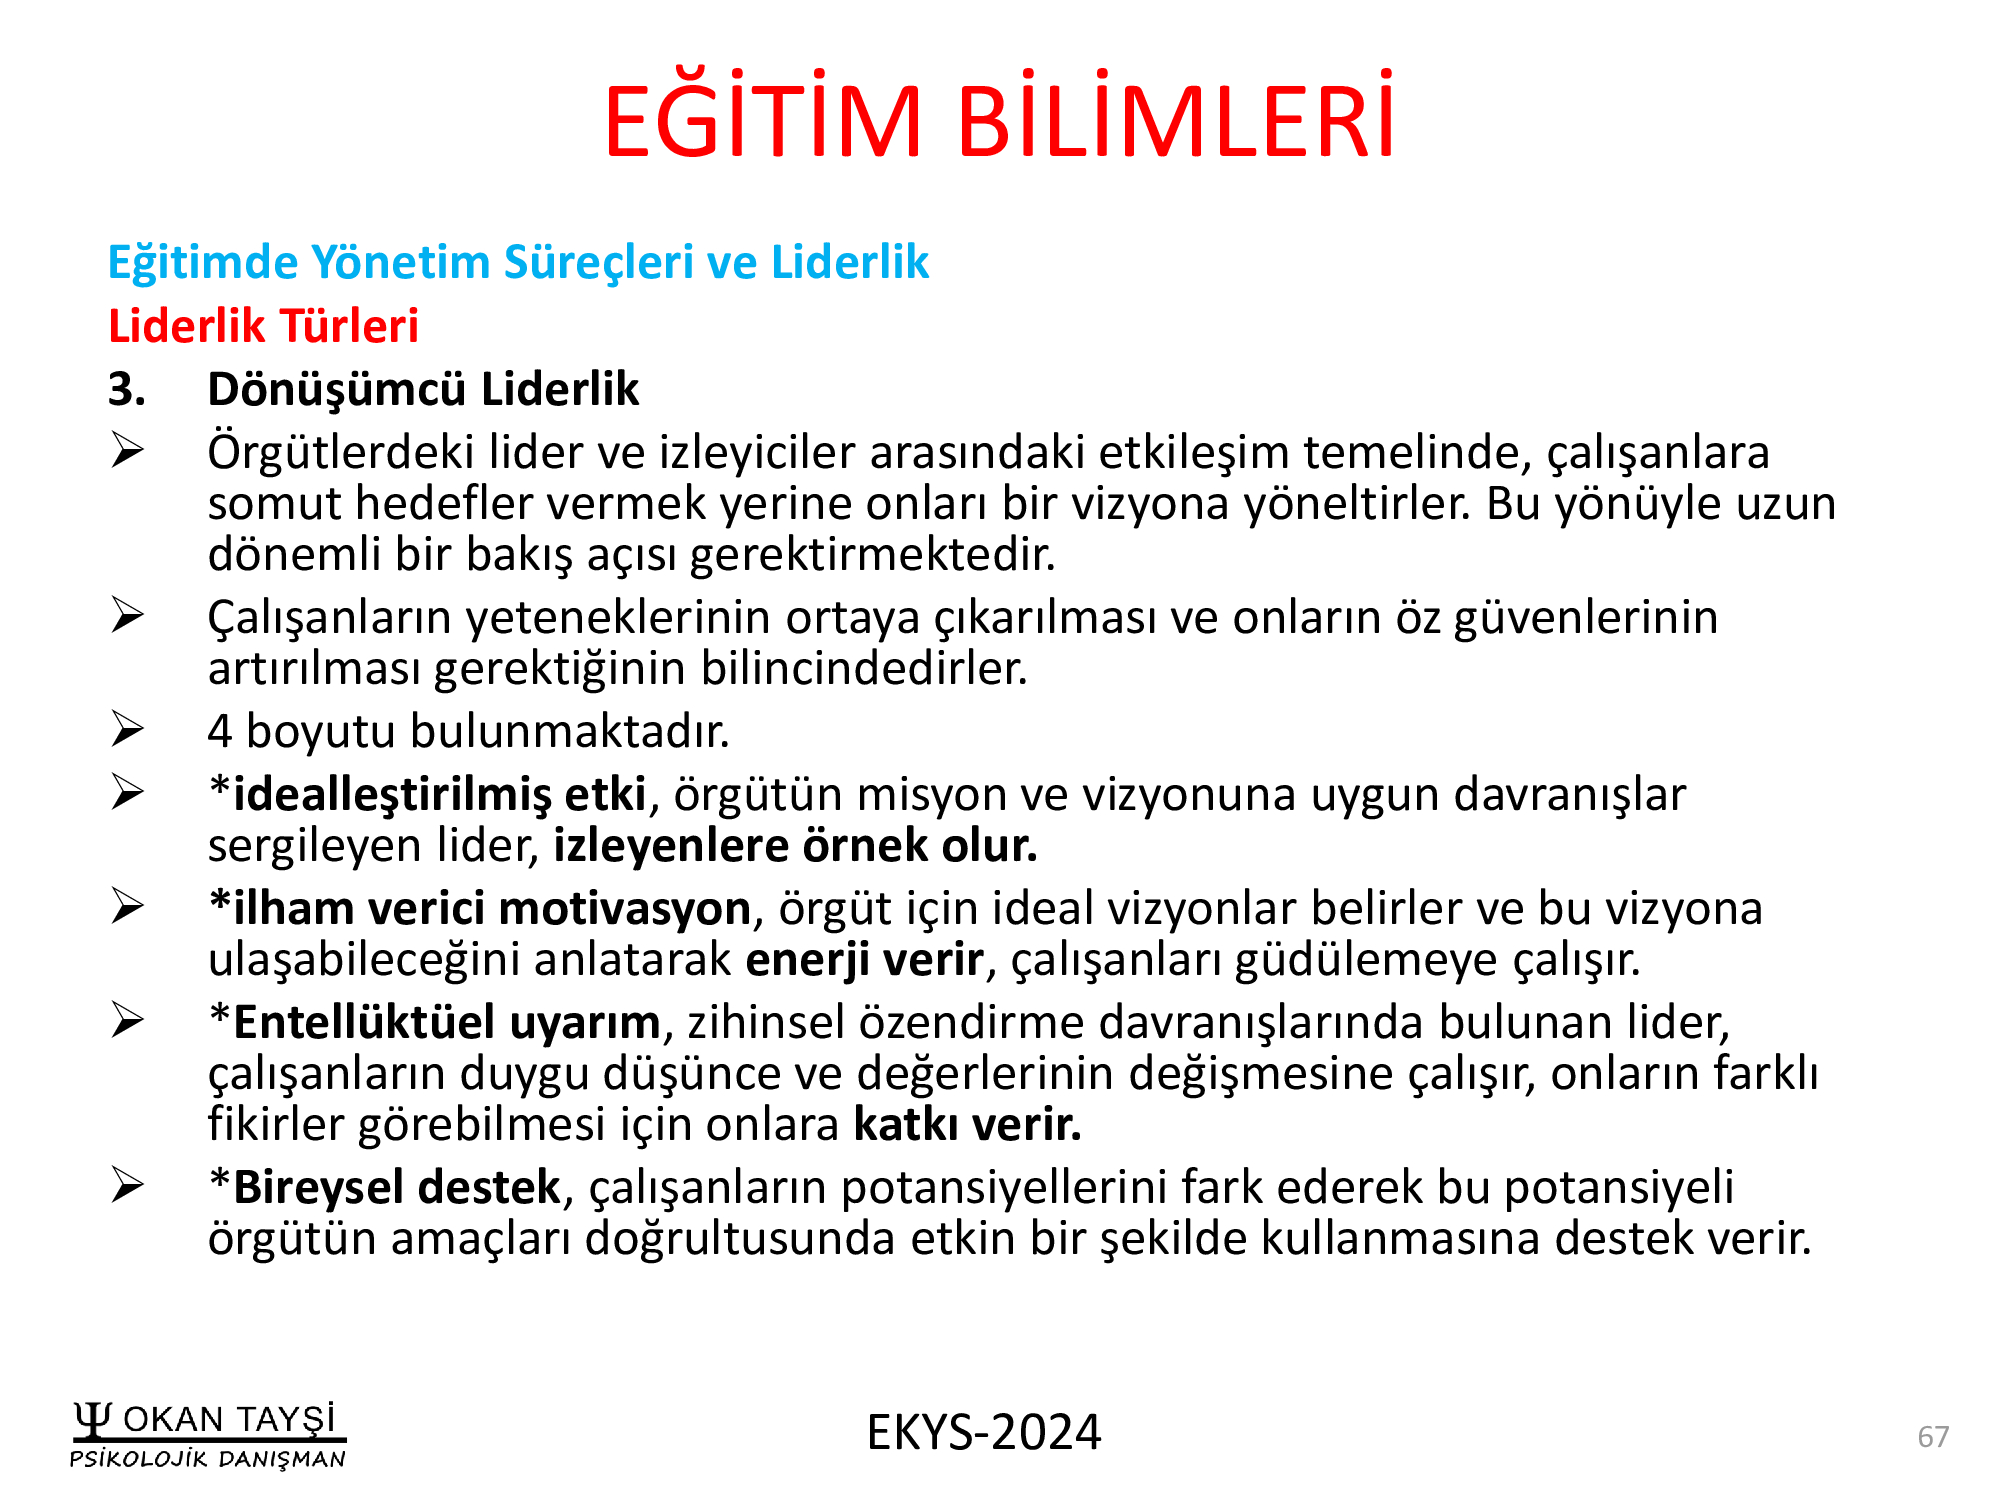 EĞİTİM BİLİMLERİ
Eğitimde Yönetim Süreçleri ve Liderlik
Liderlik Türleri
3. Dönüşümcü Liderlik
➢ Örgütlerdeki lider ve izleyiciler arasındaki etkileşim temelinde, çalışanlara
somut hedefler vermek yerine onları bir vizyona yöneltirler. Bu yönüyle uzun
dönemli bir bakış açısı gerektirmektedir.
➢ Çalışanların yeteneklerinin ortaya çıkarılması ve onların öz güvenlerinin
artırılması gerektiğinin bilincindedirler.
➢ 4 boyutu bulunmaktadır.
➢ *idealleştirilmiş etki, örgütün misyon ve vizyonuna uygun davranışlar
sergileyen lider, izleyenlere örnek olur.
➢ *ilham verici motivasyon, örgüt için ideal vizyonlar belirler ve bu vizyona
ulaşabileceğini anlatarak enerji verir, çalışanları güdülemeye çalışır.
➢ *Entellüktüel uyarım, zihinsel özendirme davranışlarında bulunan lider,
çalışanların duygu düşünce ve değerlerinin değişmesine çalışır, onların farklı
fikirler görebilmesi için onlara katkı verir.
➢ *Bireysel destek, çalışanların potansiyellerini fark ederek bu potansiyeli
örgütün amaçları doğrultusunda etkin bir şekilde kullanmasına destek verir.
Ψ OKAN TAYŞİ
PSİKOLOJİK DANIŞMAN
EKYS-2024
67